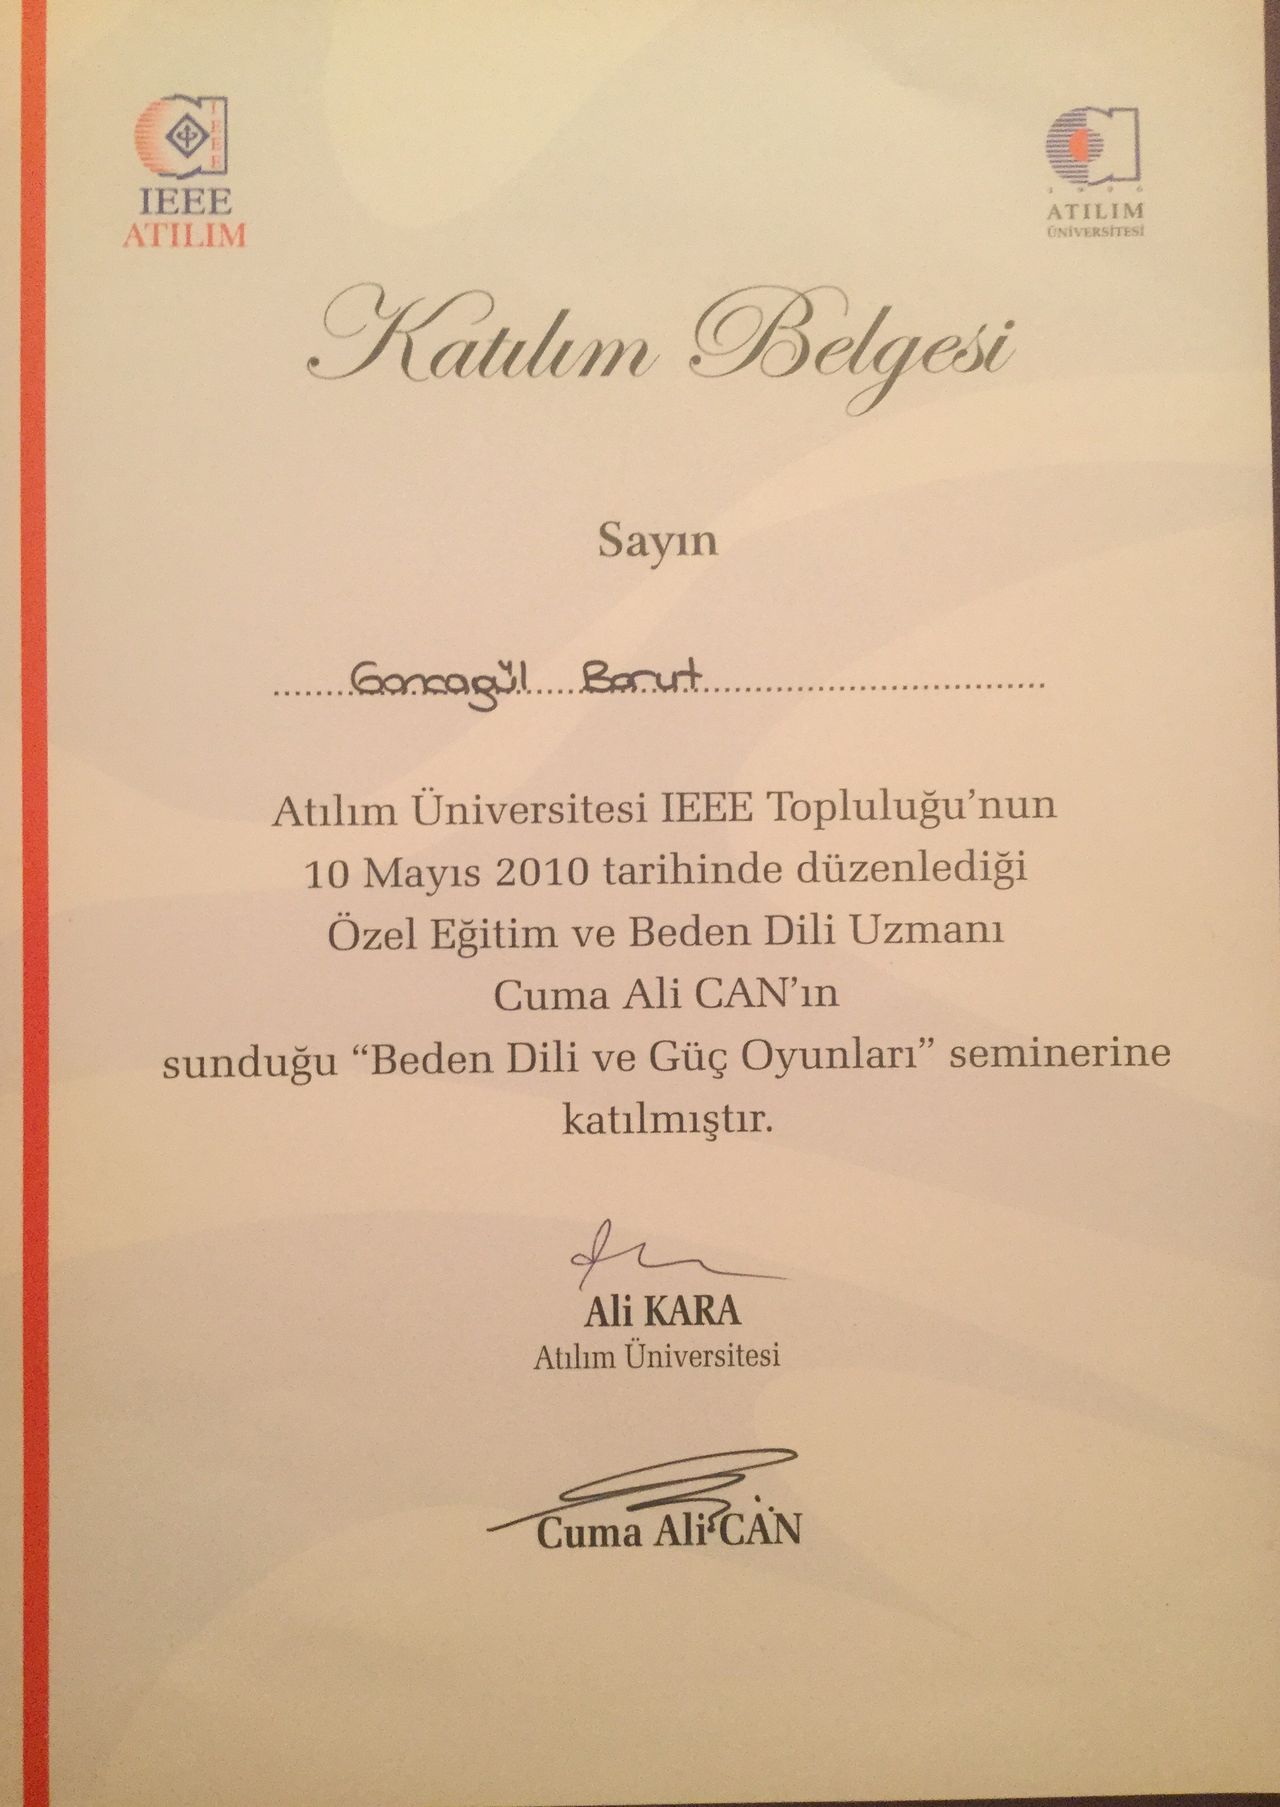 IEEE
IEEE
ATILIM
1996
ATILIM
ÜNİVERSİTESİ
Katılım Belgesi
Sayın
Goncagül Barut
Atılım Üniversitesi IEEE Topluluğu'nun
10 Mayıs 2010 tarihinde düzenlediği
Özel Eğitim ve Beden Dili Uzmanı
Cuma Ali CAN'ın
sunduğu “Beden Dili ve Güç Oyunları” seminerine
katılmıştır.
Ali KARA
Atılım Üniversitesi
Cuma Ali CAN